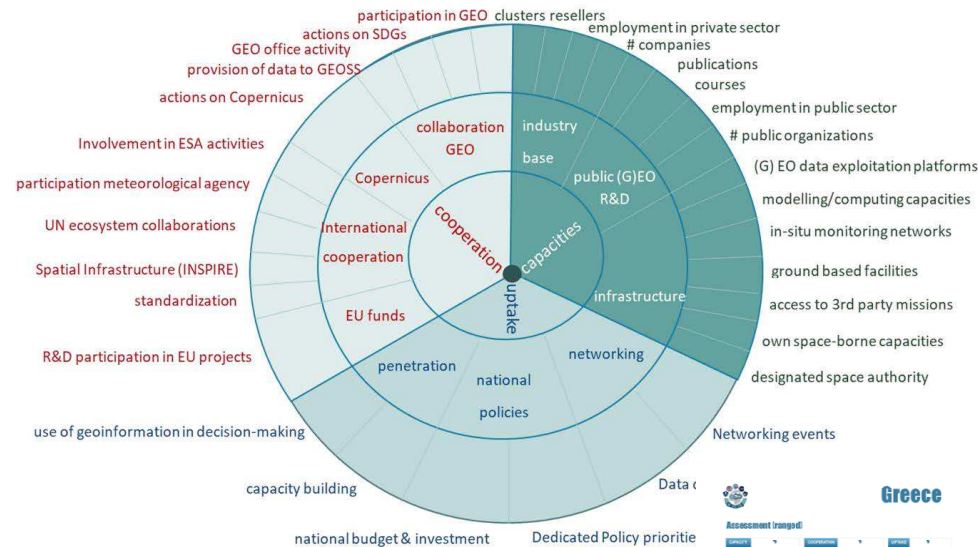 participation in GEO
clusters resellers
actions on SDGs
employment in private sector
GEO office activity
# companies
provision of data to GEOSS
publications
actions on Copernicus
courses
employment in public sector
Involvement in ESA activities
# public organizations
participation meteorological agency
(G) EO data exploitation platforms
modelling/computing capacities
UN ecosystem collaborations
in-situ monitoring networks
Spatial Infrastructure (INSPIRE)
ground based facilities
standardization
access to 3rd party missions
R&D participation in EU projects
own space-borne capacities
designated space authority
collaboration
GEO
industry
base
Copernicus
public (G)EO
R&D
International
cooperation
cooperation
capacities
infrastructure
EU funds
uptake
penetration
national
policies
networking
use of geoinformation in decision-making
Networking events
capacity building
Data
national budget & investment
Dedicated Policy prioritie
Greece
Assessment (ranged)
CAPACITY
COOPERATION
UPTAKE